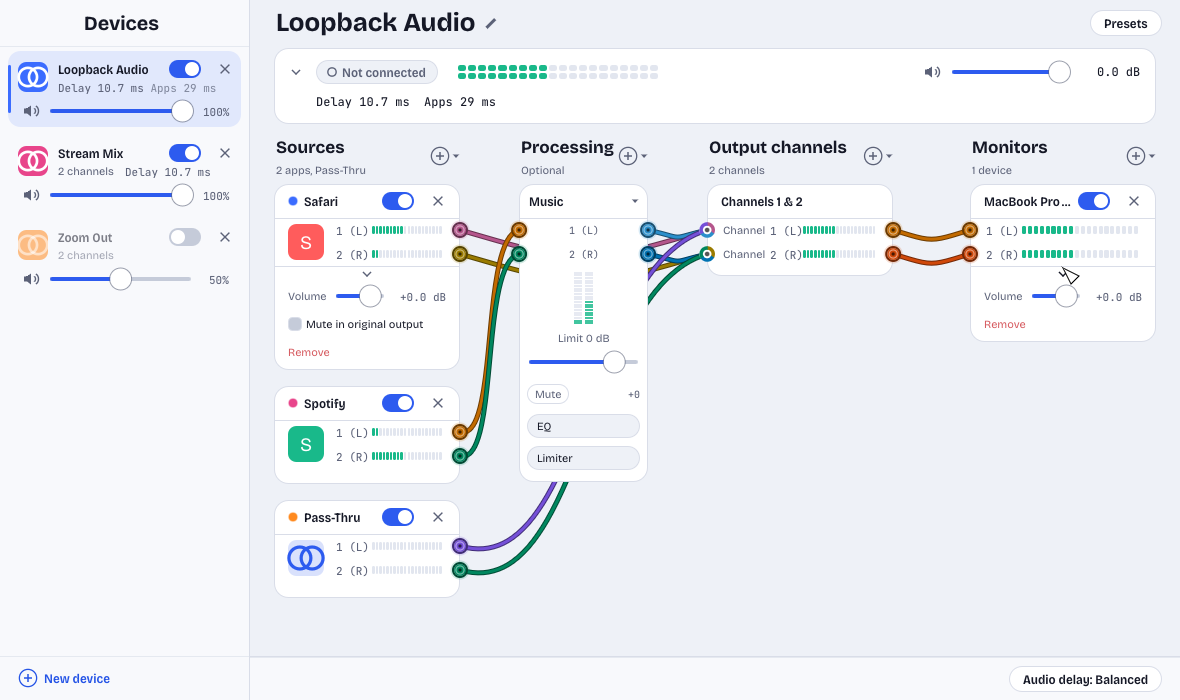 Devices
Loopback Audio
Delay 10.7 ms Apps 29 ms
100%
Stream Mix
2 channels Delay 10.7 ms
100%
Zoom Out
2 channels
50%
New device
Loopback Audio
Presets
Not connected
0.0 dB
Delay 10.7 ms Apps 29 ms
Sources
2 apps, Pass-Thru
Safari
S
1 (L)
2 (R)
Volume +0.0 dB
Mute in original output
Remove
Spotify
S
1 (L)
2 (R)
Pass-Thru
1 (L)
2 (R)
Processing
Optional
Music
1 (L)
2 (R)
Limit 0 dB
Mute +0
EQ
Limiter
Output channels
2 channels
Channels 1 & 2
Channel 1 (L)
Channel 2 (R)
Monitors
1 device
MacBook Pro...
1 (L)
2 (R)
Volume +0.0 dB
Remove
Audio delay: Balanced